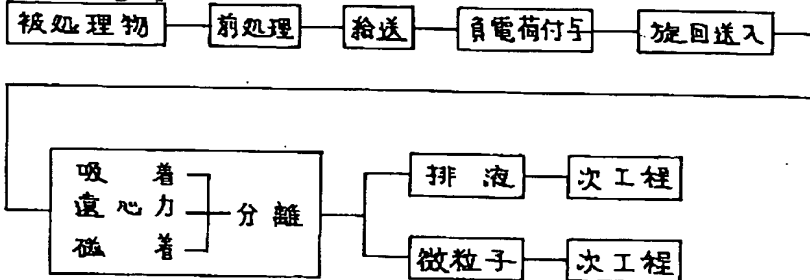 被処理物 前処理 給送 負電荷付与 旋回送入
吸着
遠心力 分離
磁着
排液 次工程
微粒子 次工程